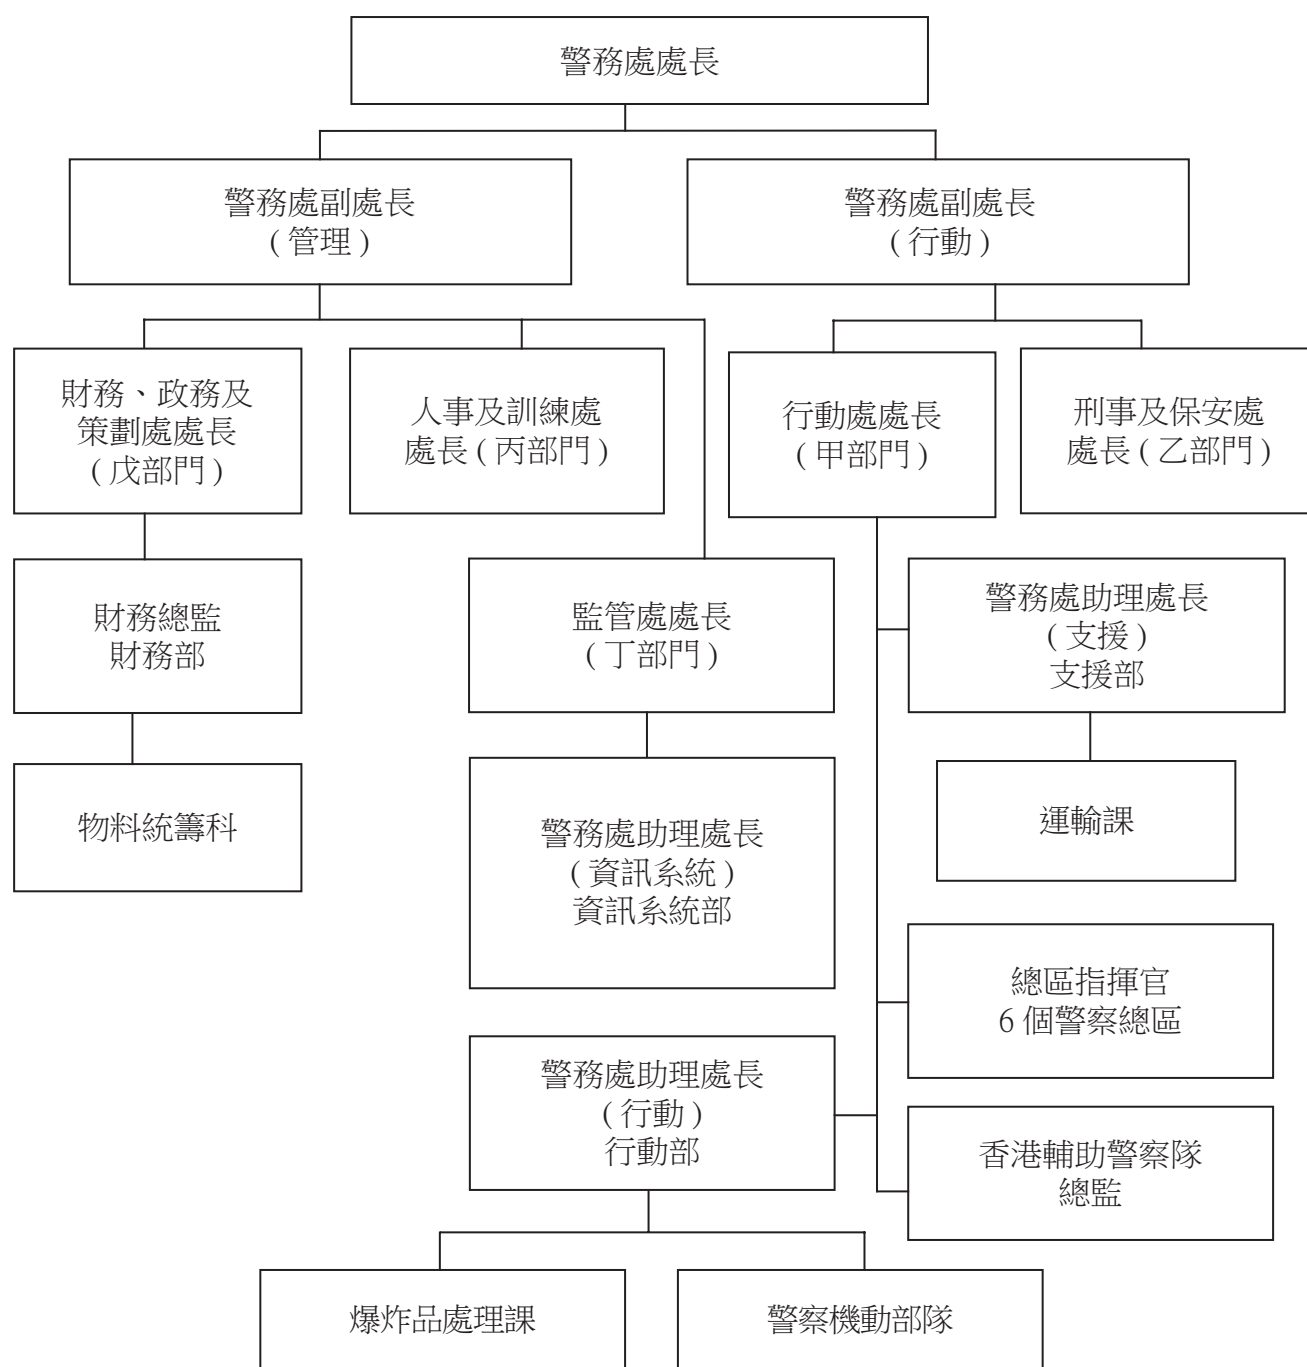 警務處處長
警務處副處長
(管理)
警務處副處長
(行動)
財務、政務及
策劃處處長
(戊部門)
人事及訓練處
處長(丙部門)
行動處處長
(甲部門)
刑事及保安處
處長(乙部門)
財務總監
財務部
監管處處長
(丁部門)
警務處助理處長
(支援)
支援部
物料統籌科
警務處助理處長
(資訊系統)
資訊系統部
運輸課
總區指揮官
6個警察總區
警務處助理處長
(行動)
行動部
香港輔助警察隊
總監
爆炸品處理課
警察機動部隊